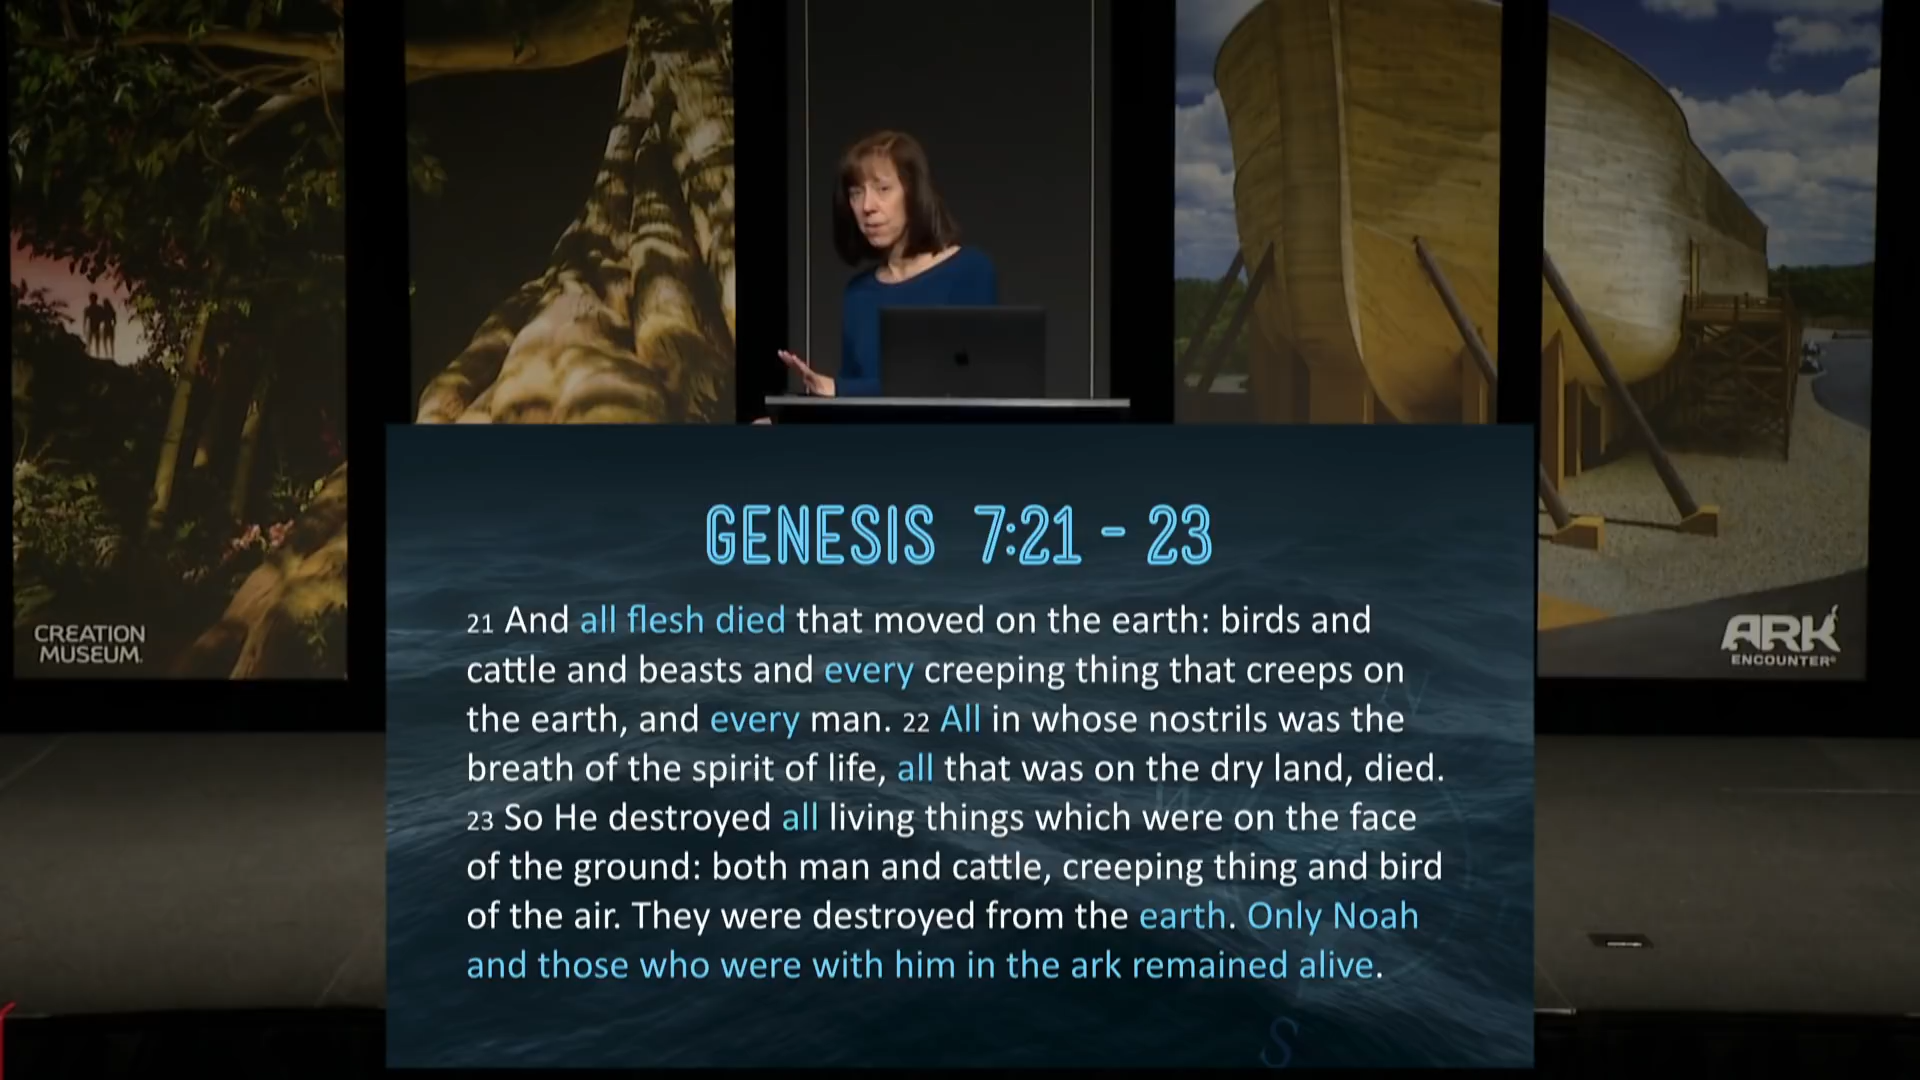 GENESIS 7:21 - 23
21 And all flesh died that moved on the earth: birds and
cattle and beasts and every creeping thing that creeps on
the earth, and every man. 22 All in whose nostrils was the
breath of the spirit of life, all that was on the dry land, died.
23 So He destroyed all living things which were on the face
of the ground: both man and cattle, creeping thing and bird
of the air. They were destroyed from the earth. Only Noah
and those who were with him in the ark remained alive.
S
CREATION
MUSEUM.
ARK
ENCOUNTER®